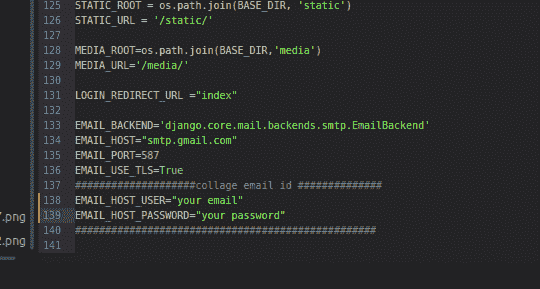 125 STATIC_ROOT = os.path.join(BASE_DIR, 'static')
126 STATIC_URL = '/static/'
127
128 MEDIA_ROOT=os.path.join(BASE_DIR,'media')
129 MEDIA_URL='/media/'
130
131 LOGIN_REDIRECT_URL ="index"
132
133 EMAIL_BACKEND='django.core.mail.backends.smtp.EmailBackend'
134 EMAIL_HOST="smtp.gmail.com"
135 EMAIL_PORT=587
136 EMAIL_USE_TLS=True
137 ####################collage email id ##############
138 EMAIL_HOST_USER="your email"
.png 139 EMAIL_HOST_PASSWORD="your password"
140 ##################################################
2.png 141